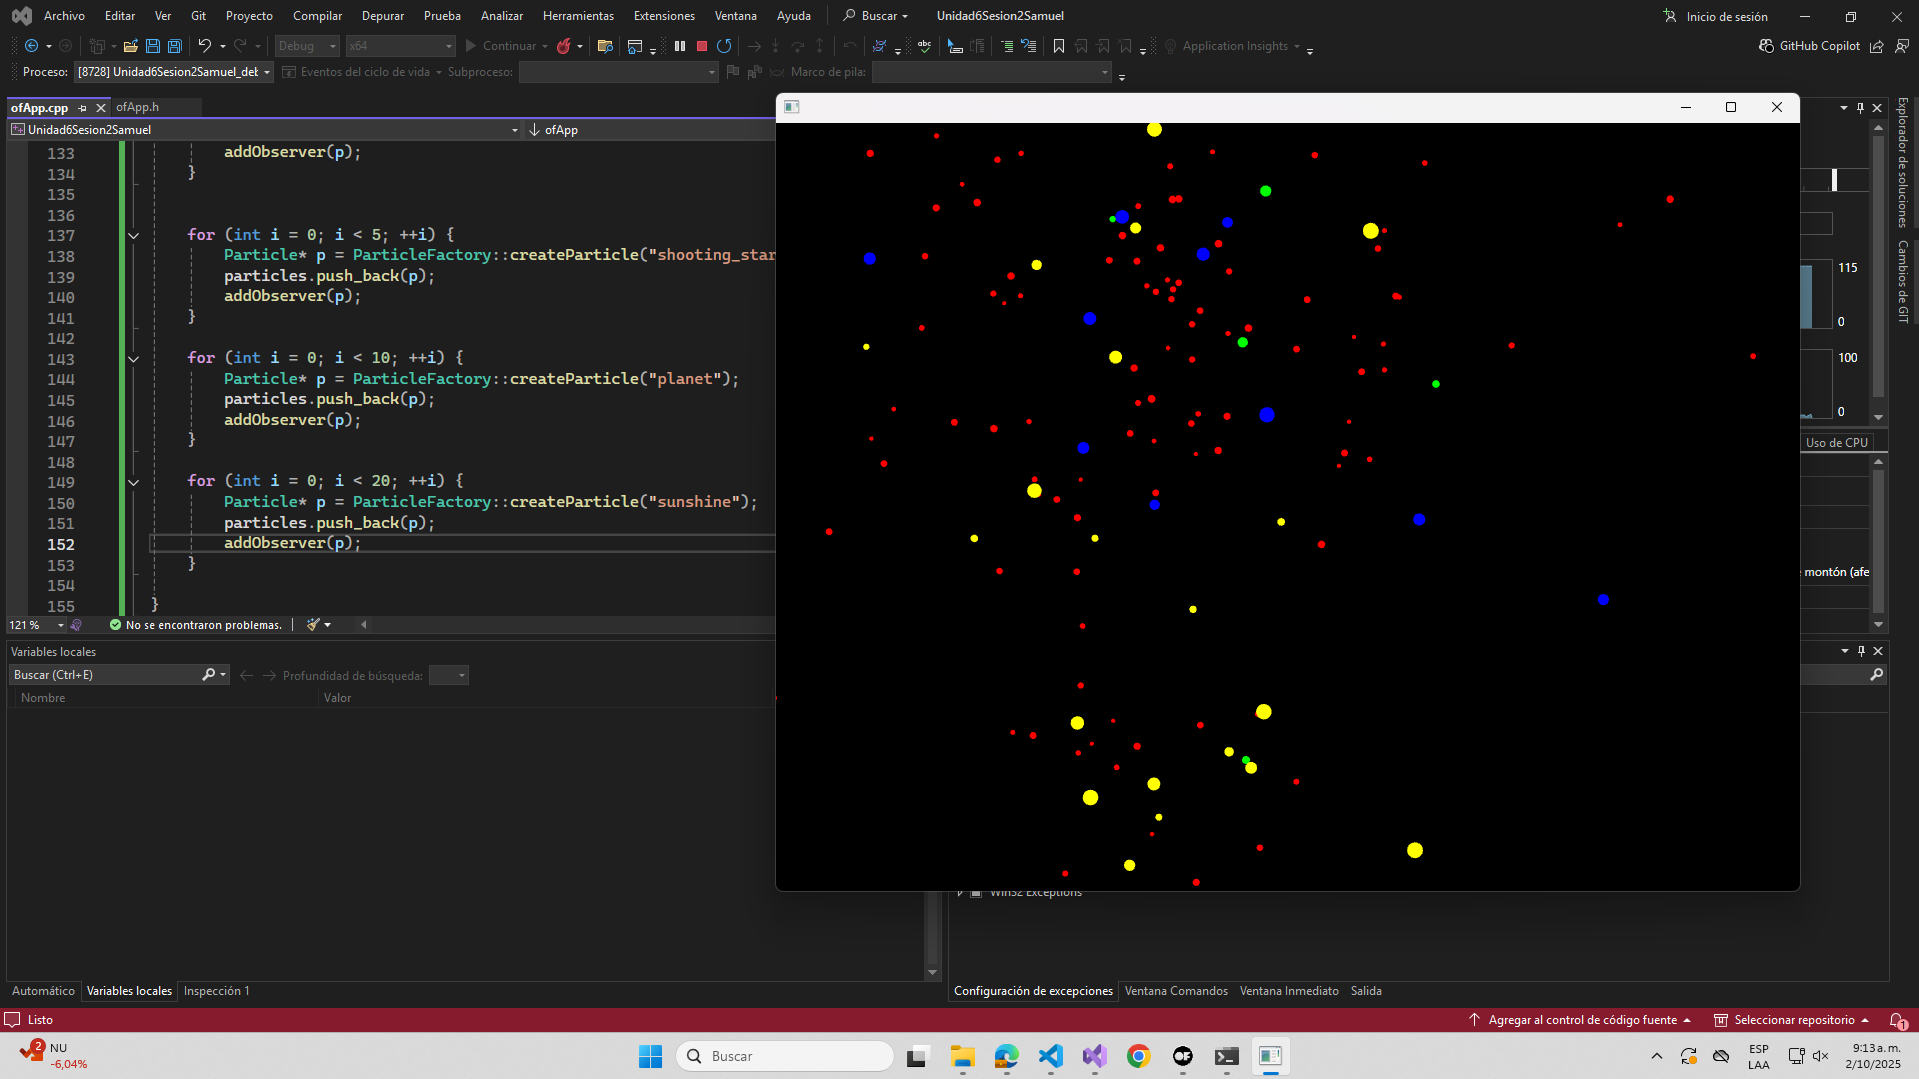 Archivo Editar Ver Git Proyecto Compilar Depurar Prueba Analizar Herramientas Extensiones Ventana Ayuda Buscar Unidad6Sesion2Samuel Inicio de sesión
Debug x64 Continuar Application Insights GitHub Copilot
Proceso: [8728] Unidad6Sesion2Samuel_del Eventos del ciclo de vida Subproceso: Marco de pila:
ofApp.cpp ofApp.h
Unidad6Sesion2Samuel ofApp
133 addObserver(p);
134 }
135
136
137 for (int i = 0; i < 5; ++i) {
138 Particle* p = ParticleFactory::createParticle("shooting_star
139 particles.push_back(p);
140 addObserver(p);
141 }
142
143 for (int i = 0; i < 10; ++i) {
144 Particle* p = ParticleFactory::createParticle("planet");
145 particles.push_back(p);
146 addObserver(p);
147 }
148
149 for (int i = 0; i < 20; ++i) {
150 Particle* p = ParticleFactory::createParticle("sunshine");
151 particles.push_back(p);
152 addObserver(p);
153 }
154
155 }
121 % No se encontraron problemas.
Explorador de soluciones
Cambios de GIT
115
0
100
0
Uso de CPU
montón (afe
Variables locales
Buscar (Ctrl+E) Profundidad de búsqueda:
Nombre Valor
Win32 Exceptions
Automático Variables locales Inspección 1
Configuración de excepciones Ventana Comandos Ventana Inmediato Salida
Listo Agregar al control de código fuente Seleccionar repositorio 1
2 NU
-6,04%
Buscar
ESP
LAA
9:13 a. m.
2/10/2025